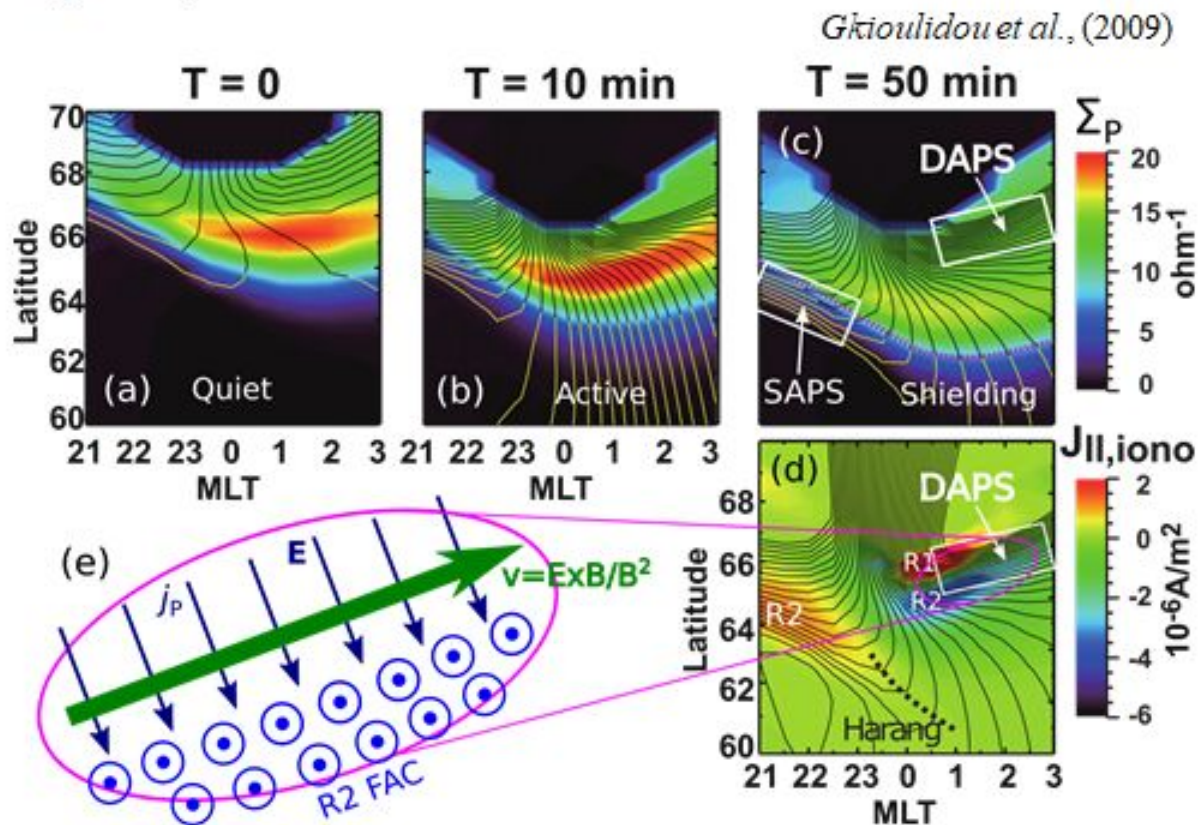 Gkioulidou et al., (2009)
T = 0
T = 10 min
T = 50 min
ΣP
70
68
66
64
62
60
Latitude
(a)
Quiet
(b)
Active
(c)
DAPS
SAPS
Shielding
20
15
10
5
0
ohm-1
21 22 23 0 1 2 3
MLT
21 22 23 0 1 2 3
MLT
(d)
DAPS
R1
R2
R2
Harang
68
66
64
62
60
Latitude
21 22 23 0 1 2 3
MLT
JII,iono
2
0
-2
-4
-6
10-6A/m2
(e)
E
v=ExB/B2
jP
R2 FAC